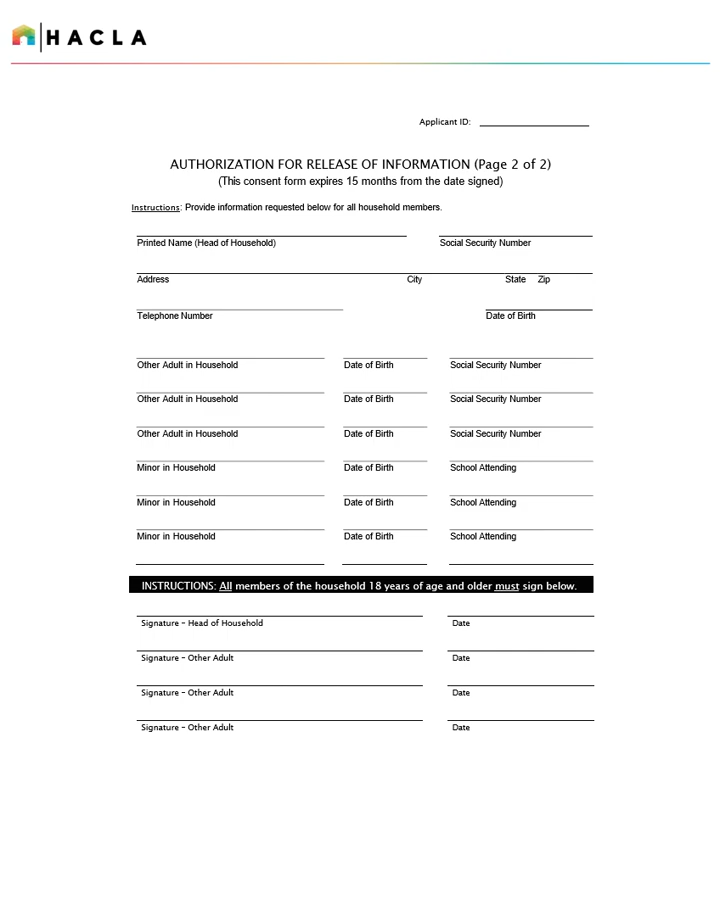 HACLA
Applicant ID:
AUTHORIZATION FOR RELEASE OF INFORMATION (Page 2 of 2)
(This consent form expires 15 months from the date signed)
Instructions: Provide information requested below for all household members.
Printed Name (Head of Household) Social Security Number
Address City State Zip
Telephone Number Date of Birth
Other Adult in Household Date of Birth Social Security Number
Other Adult in Household Date of Birth Social Security Number
Other Adult in Household Date of Birth Social Security Number
Minor in Household Date of Birth School Attending
Minor in Household Date of Birth School Attending
Minor in Household Date of Birth School Attending
INSTRUCTIONS: All members of the household 18 years of age and older must sign below.
Signature – Head of Household Date
Signature – Other Adult Date
Signature – Other Adult Date
Signature – Other Adult Date